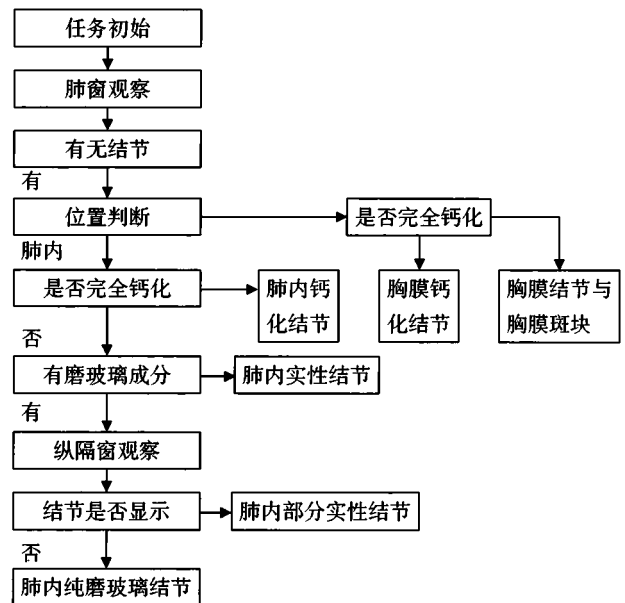 任务初始
肺窗观察
有无结节
有
位置判断
是否完全钙化
肺内
是否完全钙化
肺内钙
化结节
胸膜钙
化结节
胸膜结节与
胸膜斑块
否
有磨玻璃成分
肺内实性结节
有
纵隔窗观察
结节是否显示
肺内部分实性结节
否
肺内纯磨玻璃结节